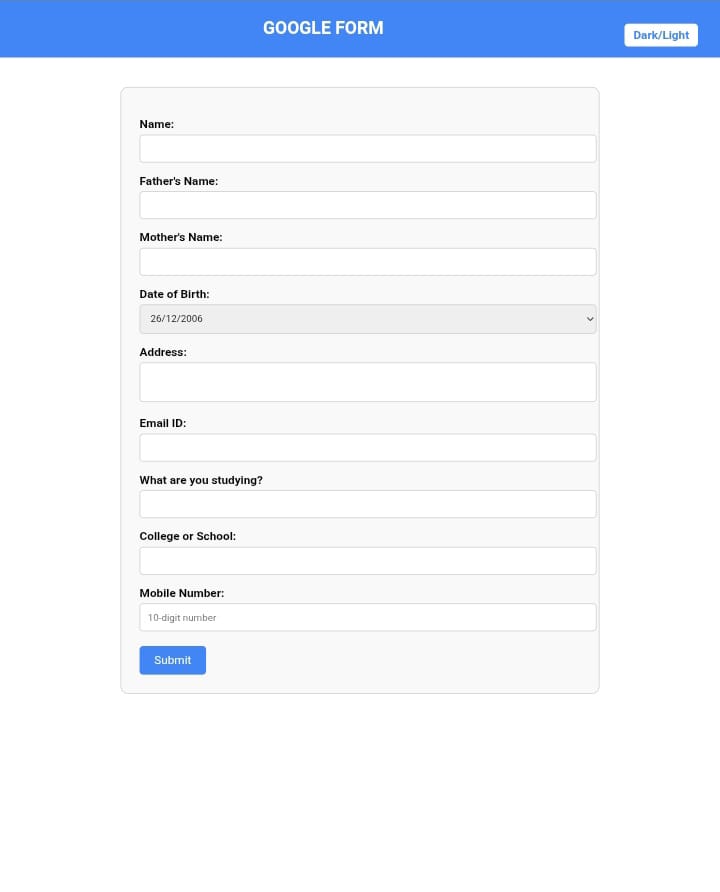 GOOGLE FORM
Dark/Light
Name:
Father's Name:
Mother's Name:
Date of Birth:
26/12/2006
Address:
Email ID:
What are you studying?
College or School:
Mobile Number:
10-digit number
Submit